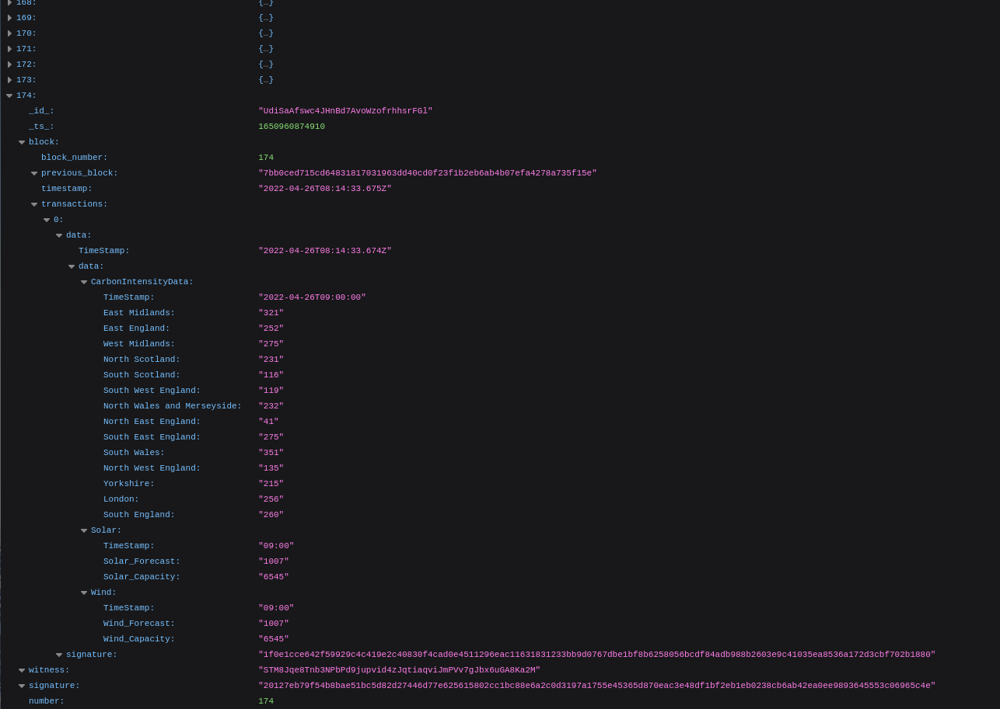 168: {…}
169: {…}
170: {…}
171: {…}
172: {…}
173: {…}
174:
_id_: "UdiSaAfswc4JHnBd7AvoWzofrhhsrFGl"
_ts_: 1650960874910
block:
block_number: 174
previous_block: "7bb0ced715cd64831817031963dd40cd0f23f1b2eb6ab4b07efa4278a735f15e"
timestamp: "2022-04-26T08:14:33.675Z"
transactions:
0:
data:
TimeStamp: "2022-04-26T08:14:33.674Z"
data:
CarbonIntensityData:
TimeStamp: "2022-04-26T09:00:00"
East Midlands: "321"
East England: "252"
West Midlands: "275"
North Scotland: "231"
South Scotland: "116"
South West England: "119"
North Wales and Merseyside: "232"
North East England: "41"
South East England: "275"
South Wales: "351"
North West England: "135"
Yorkshire: "215"
London: "256"
South England: "260"
Solar:
TimeStamp: "09:00"
Solar_Forecast: "1007"
Solar_Capacity: "6545"
Wind:
TimeStamp: "09:00"
Wind_Forecast: "1007"
Wind_Capacity: "6545"
signature: "1f0e1cce642f59929c4c419e2c40830f4cad0e4511296eac11631831233bb9d0767dbe1bf8b6258056bcdf84adb988b2603e9c41035ea8536a172d3cbf702b1880"
witness: "STM8Jqe8Tnb3NPbPd9jupvid4zJqtiaqviJmPVv7gJbx6uGA8Ka2M"
signature: "20127eb79f54b8bae51bc5d82d27446d77e625615802cc1bc88e6a2c0d3197a1755e45365d870eac3e48df1bf2eb1eb0238cb6ab42ea0ee9893645553c06965c4e"
number: 174